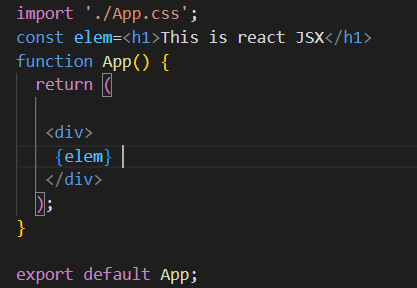 import './App.css';
const elem=<h1>This is react JSX</h1>
function App() {
return (
<div>
{elem}
</div>
);
}
export default App;